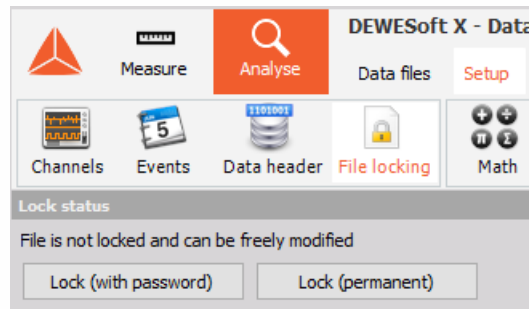 DEWESoft X - Data
Measure
Analyse
Data files
Setup
5
1101001
Channels
Events
Data header
File locking
Math
Lock status
File is not locked and can be freely modified
Lock (with password)
Lock (permanent)